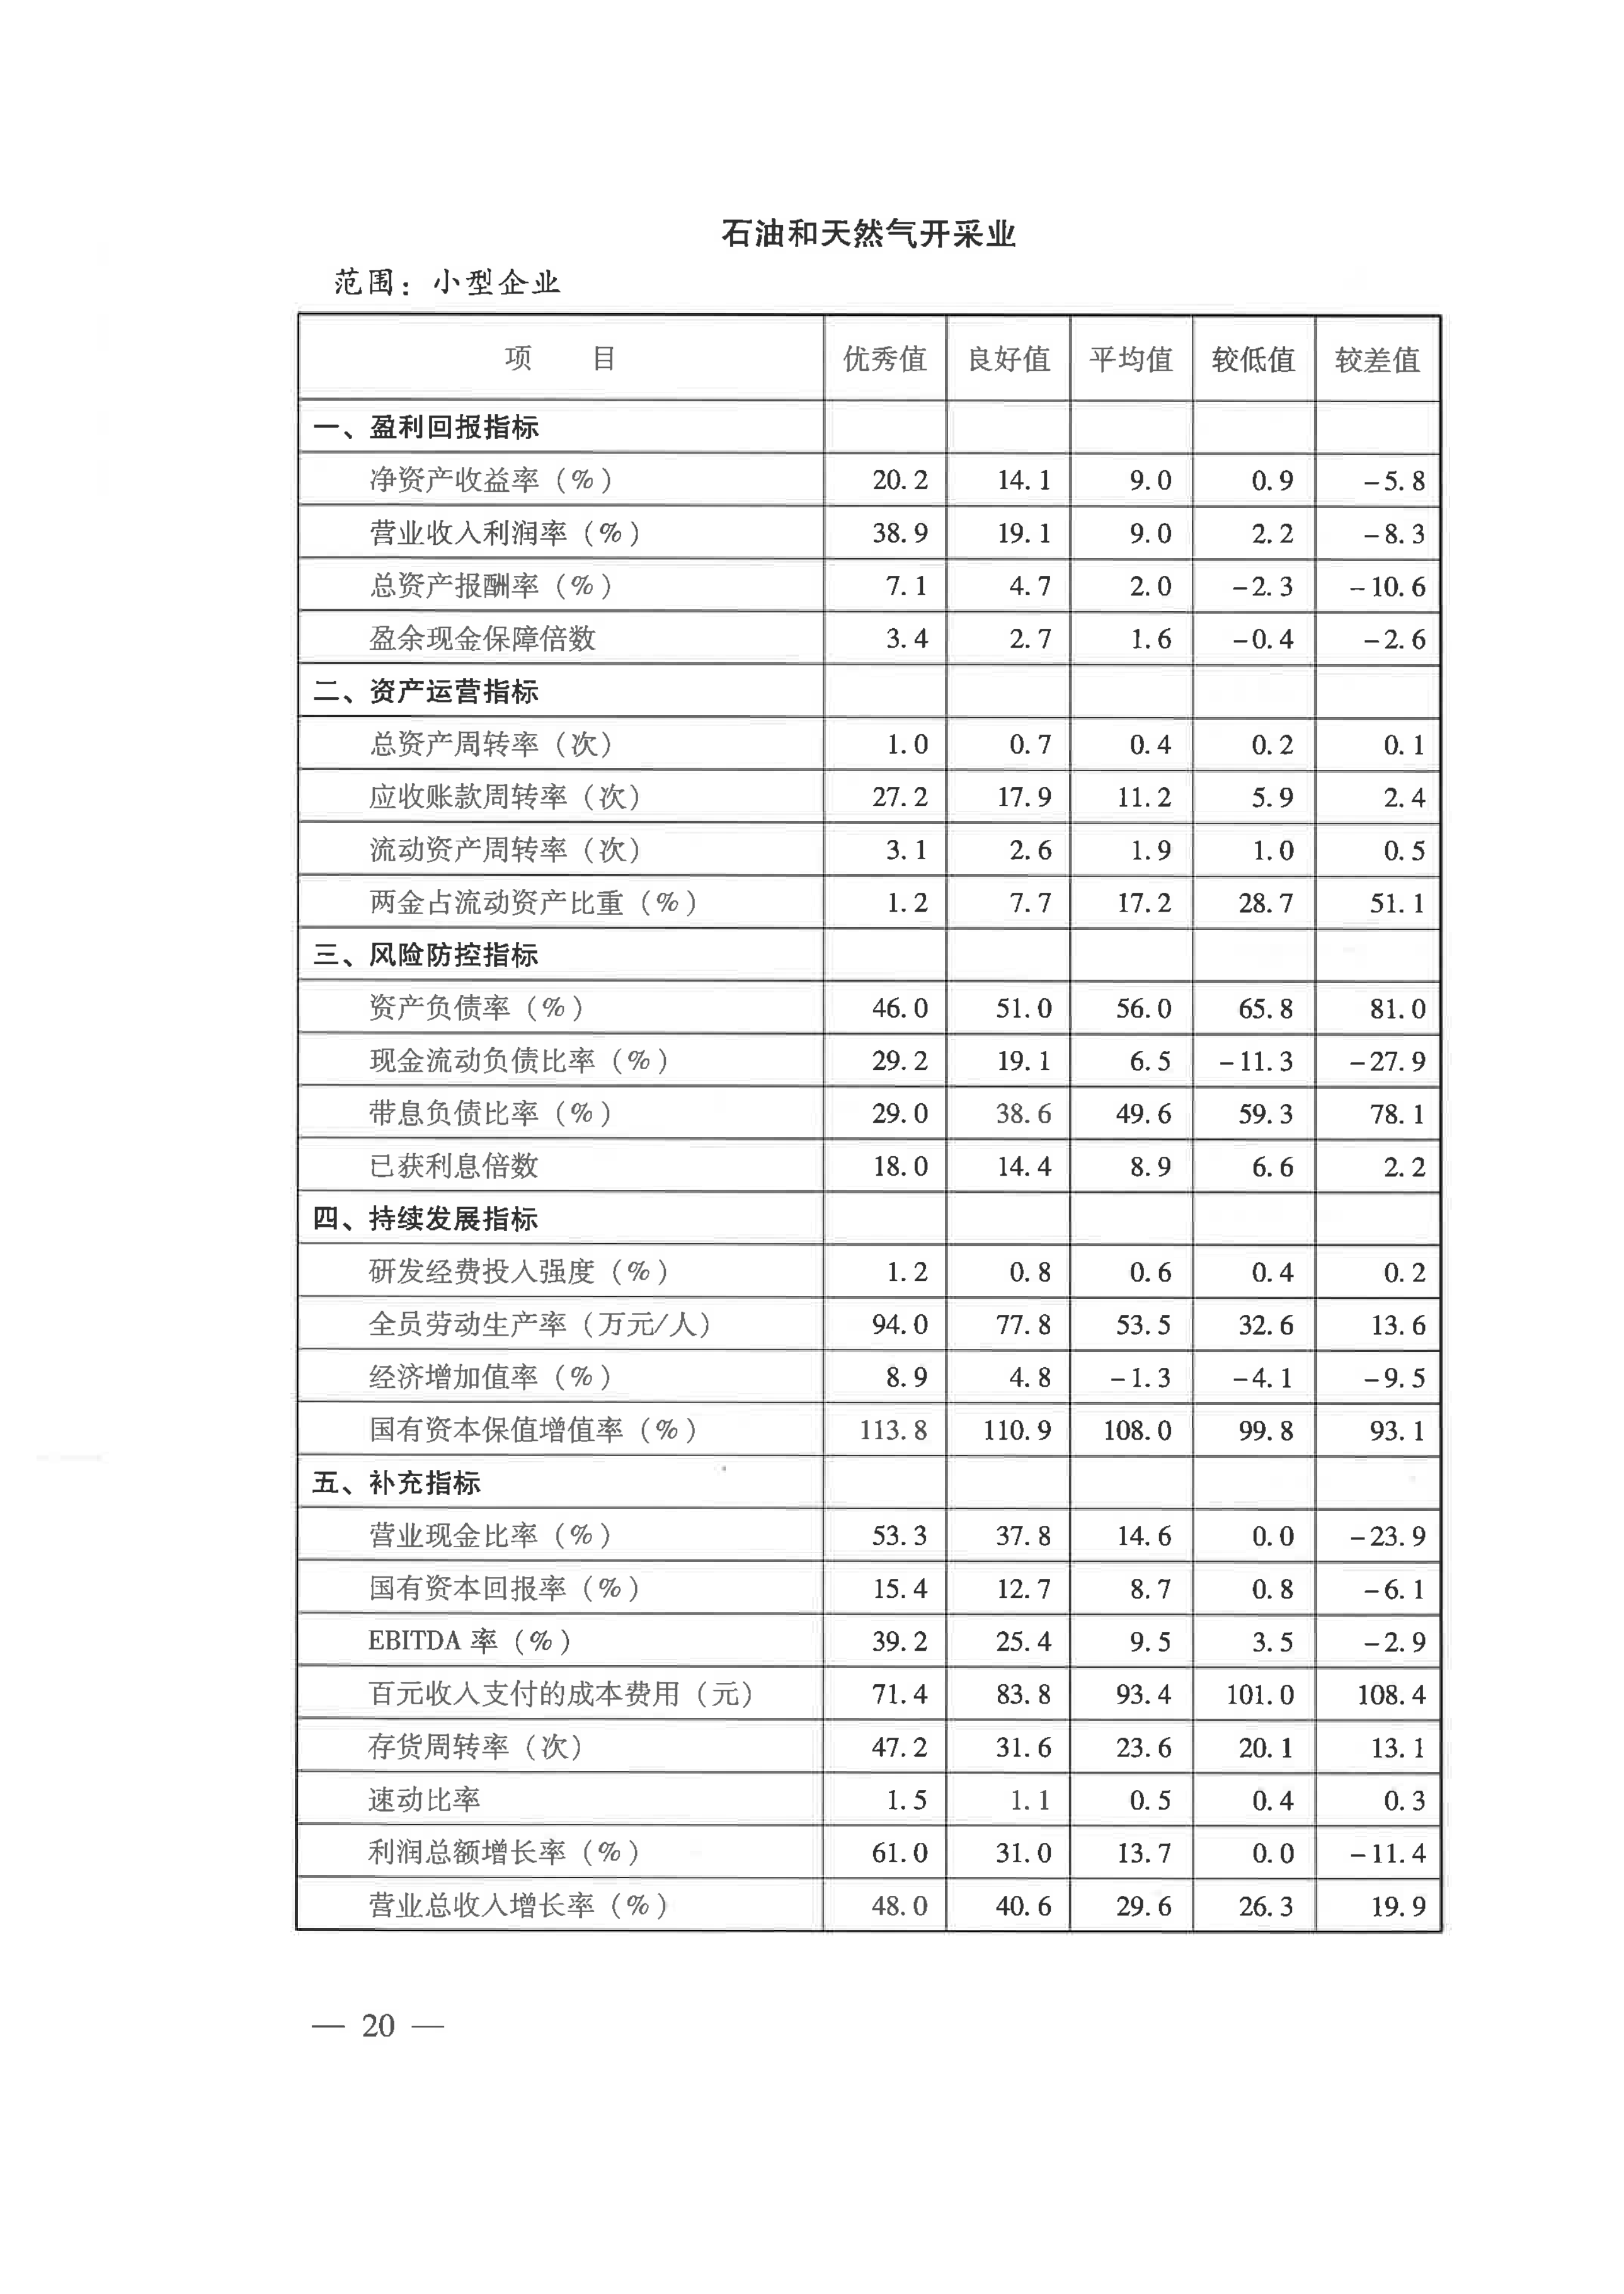 石油和天然气开采业
范围：小型企业
项 目 优秀值 良好值 平均值 较低值 较差值
一、盈利回报指标
净资产收益率（%） 20.2 14.1 9.0 0.9 -5.8
营业收入利润率（%） 38.9 19.1 9.0 2.2 -8.3
总资产报酬率（%） 7.1 4.7 2.0 -2.3 -10.6
盈余现金保障倍数 3.4 2.7 1.6 -0.4 -2.6
二、资产运营指标
总资产周转率（次） 1.0 0.7 0.4 0.2 0.1
应收账款周转率（次） 27.2 17.9 11.2 5.9 2.4
流动资产周转率（次） 3.1 2.6 1.9 1.0 0.5
两金占流动资产比重（%） 1.2 7.7 17.2 28.7 51.1
三、风险防控指标
资产负债率（%） 46.0 51.0 56.0 65.8 81.0
现金流动负债比率（%） 29.2 19.1 6.5 -11.3 -27.9
带息负债比率（%） 29.0 38.6 49.6 59.3 78.1
已获利息倍数 18.0 14.4 8.9 6.6 2.2
四、持续发展指标
研发经费投入强度（%） 1.2 0.8 0.6 0.4 0.2
全员劳动生产率（万元/人） 94.0 77.8 53.5 32.6 13.6
经济增加值率（%） 8.9 4.8 -1.3 -4.1 -9.5
国有资本保值增值率（%） 113.8 110.9 108.0 99.8 93.1
五、补充指标
营业现金比率（%） 53.3 37.8 14.6 0.0 -23.9
国有资本回报率（%） 15.4 12.7 8.7 0.8 -6.1
EBITDA 率（%） 39.2 25.4 9.5 3.5 -2.9
百元收入支付的成本费用（元） 71.4 83.8 93.4 101.0 108.4
存货周转率（次） 47.2 31.6 23.6 20.1 13.1
速动比率 1.5 1.1 0.5 0.4 0.3
利润总额增长率（%） 61.0 31.0 13.7 0.0 -11.4
营业总收入增长率（%） 48.0 40.6 29.6 26.3 19.9
— 20 —